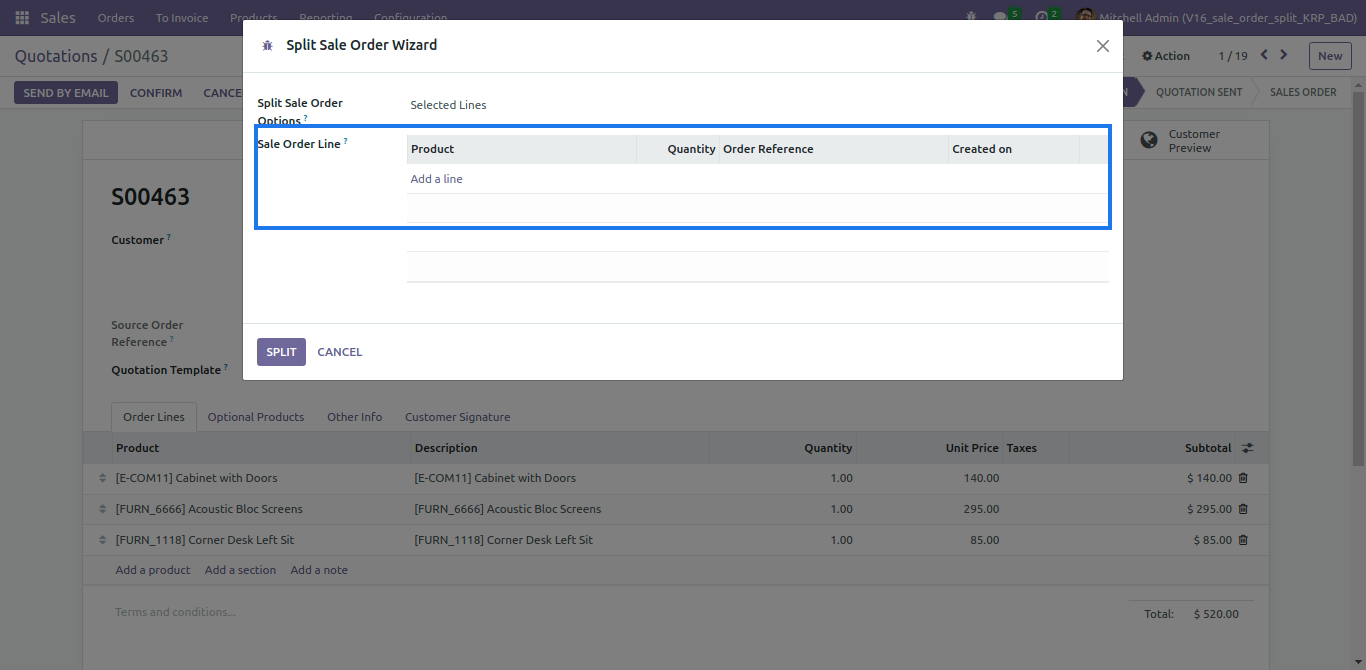 Sales Orders To Invoice Products Reporting Configuration 5 2 Mitchell Admin (V16_sale_order_split_KRP_BAD)
Quotations / S00463 Action 1 / 19 New
SEND BY EMAIL CONFIRM CANCE N QUOTATION SENT SALES ORDER
Split Sale Order Wizard
Split Sale Order Options ? Selected Lines
Sale Order Line ?
Product Quantity Order Reference Created on
Add a line
SPLIT CANCEL
Customer Preview
S00463
Customer ?
Source Order Reference ?
Quotation Template ?
Order Lines Optional Products Other Info Customer Signature
Product Description Quantity Unit Price Taxes Subtotal
[E-COM11] Cabinet with Doors [E-COM11] Cabinet with Doors 1.00 140.00 $ 140.00
[FURN_6666] Acoustic Bloc Screens [FURN_6666] Acoustic Bloc Screens 1.00 295.00 $ 295.00
[FURN_1118] Corner Desk Left Sit [FURN_1118] Corner Desk Left Sit 1.00 85.00 $ 85.00
Add a product Add a section Add a note
Terms and conditions...
Total: $ 520.00